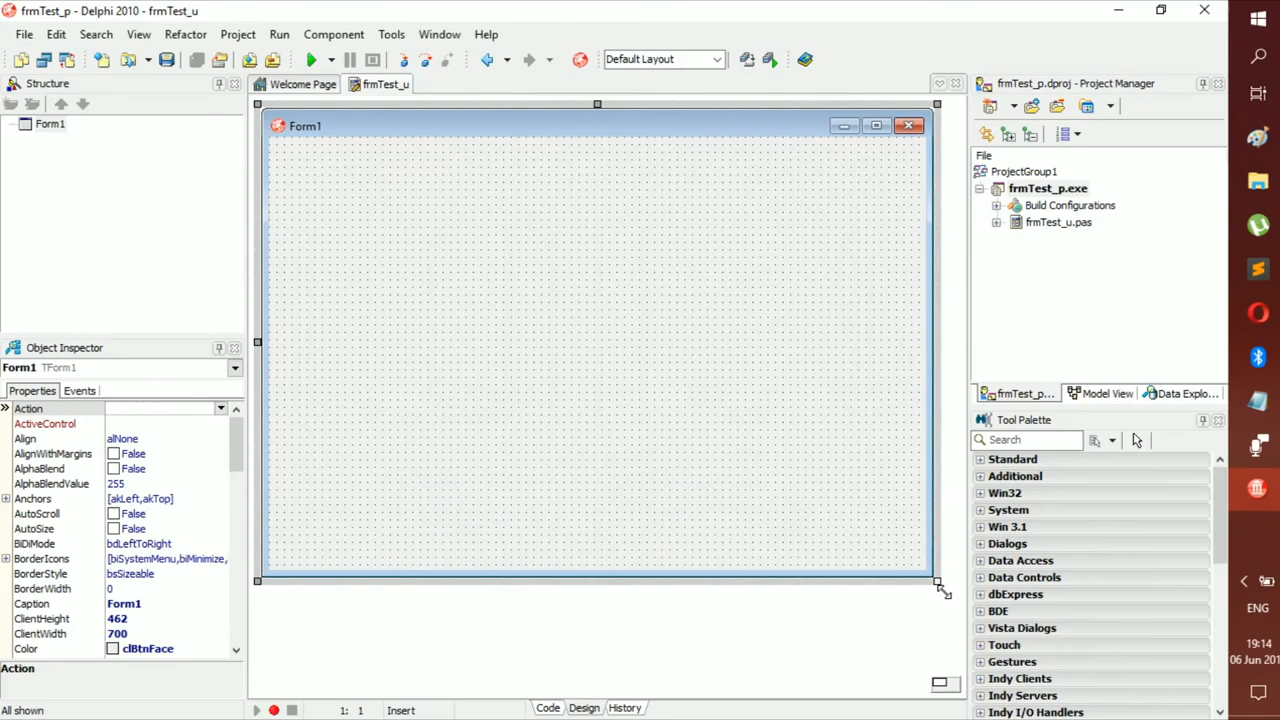 frmTest_p - Delphi 2010 - frmTest_u
File Edit Search View Refactor Project Run Component Tools Window Help
Default Layout
Structure
Form1
Welcome Page
frmTest_u
Form1
Object Inspector
Form1 TForm1
Properties Events
Action
ActiveControl
Align alNone
AlignWithMargins False
AlphaBlend False
AlphaBlendValue 255
Anchors [akLeft,akTop]
AutoScroll False
AutoSize False
BiDiMode bdLeftToRight
BorderIcons [biSystemMenu,biMinimize,
BorderStyle bsSizeable
BorderWidth 0
Caption Form1
ClientHeight 462
ClientWidth 700
Color clBtnFace
Action
All shown
1: 1 Insert
Code Design History
frmTest_p.dproj - Project Manager
File
ProjectGroup1
frmTest_p.exe
Build Configurations
frmTest_u.pas
frmTest_p... Model View Data Explo...
Tool Palette
Search
Standard
Additional
Win32
System
Win 3.1
Dialogs
Data Access
Data Controls
dbExpress
BDE
Vista Dialogs
Touch
Gestures
Indy Clients
Indy Servers
Indy I/O Handlers
ENG
19:14
06 Jun 201